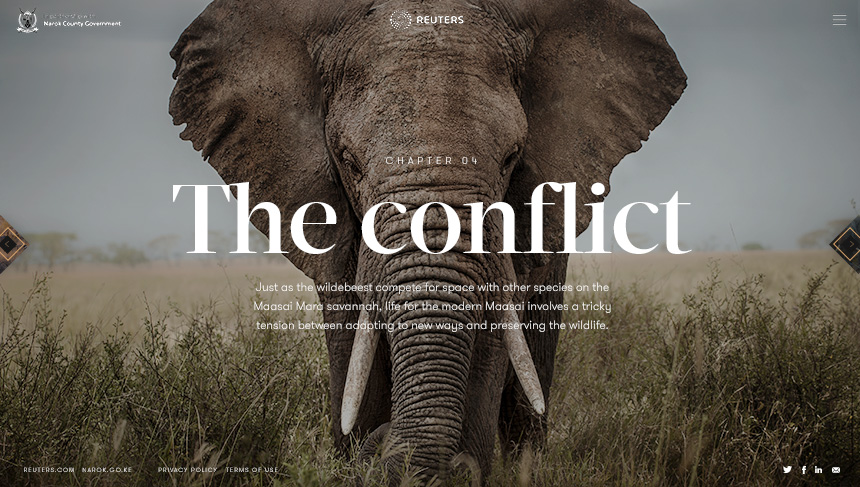 Narok County Government
REUTERS
CHAPTER 04
The conflict
Just as the wildebeest compete for space with other species on the
Maasai Mara savannah, life for the modern Maasai involves a tricky
tension between adapting to new ways and preserving the wildlife.
REUTERS.COM NAROK.GO.KE PRIVACY POLICY TERMS OF USE